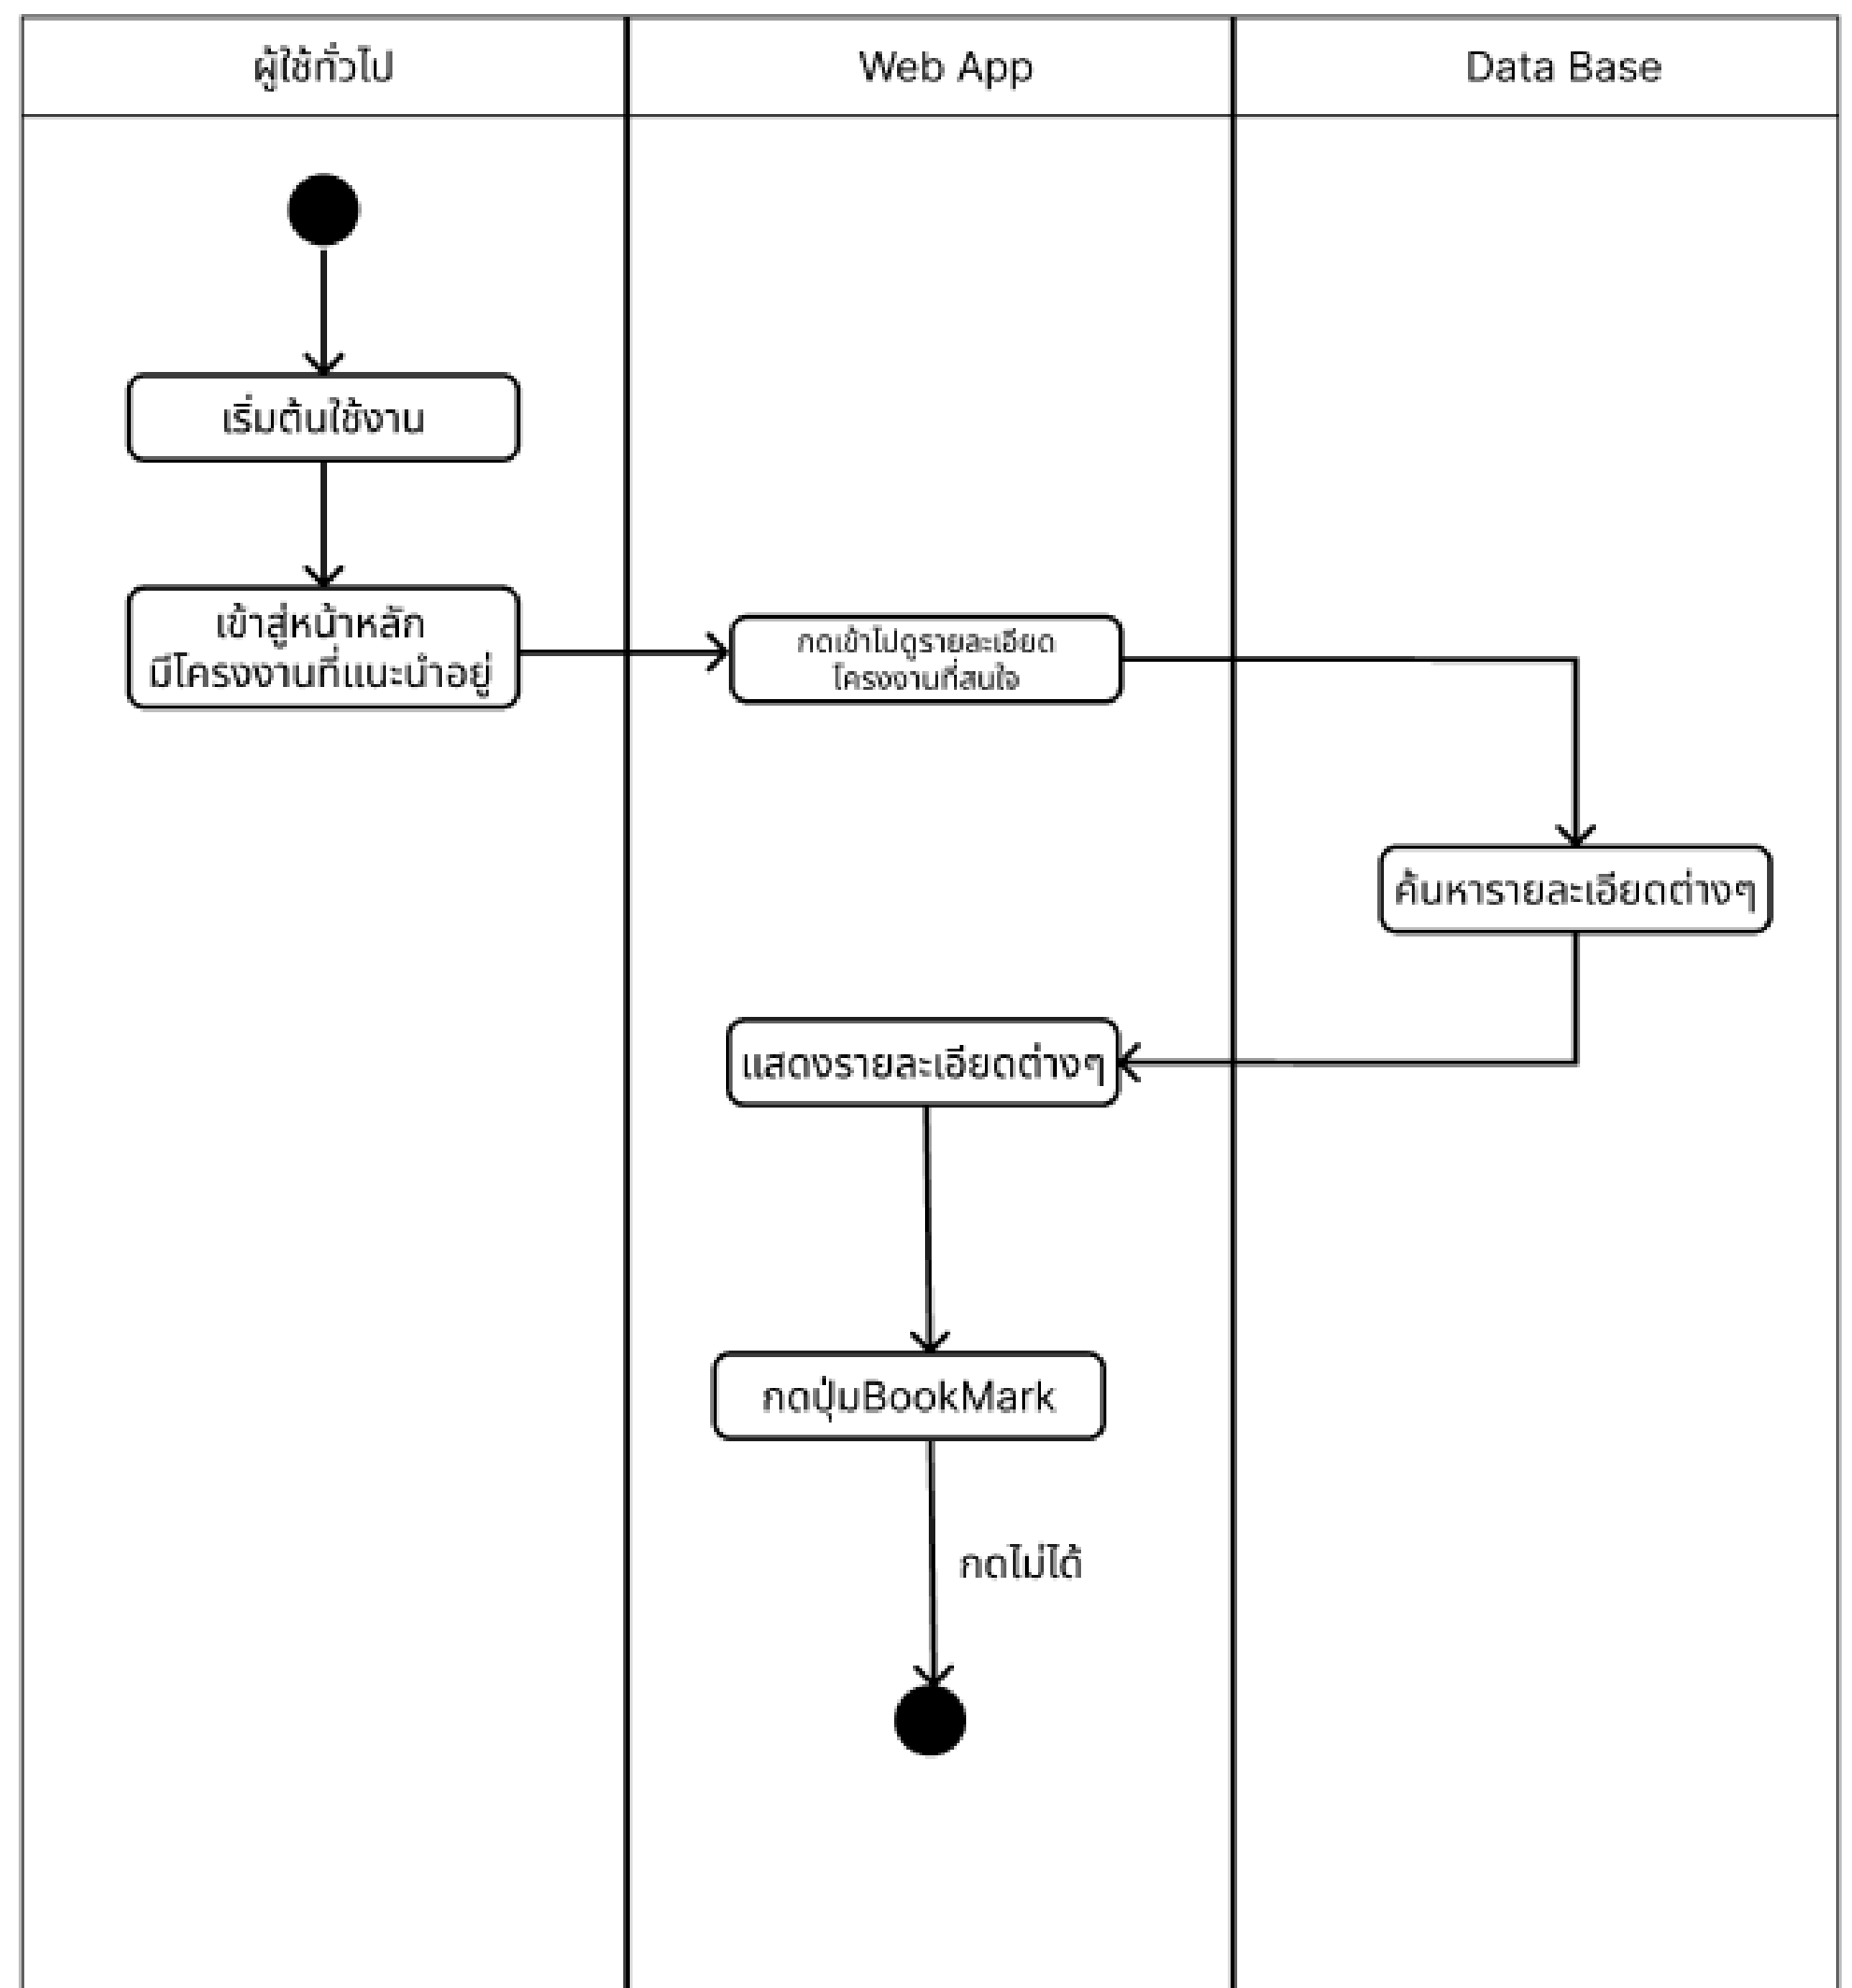 ผู้ใช้ทั่วไป
Web App
Data Base
เริ่มต้นใช้งาน
เข้าสู่หน้าหลัก
มีโครงงานที่แนะนำอยู่
กดเข้าไปดูรายละเอียด
โครงงานที่สนใจ
ค้นหารายละเอียดต่างๆ
แสดงรายละเอียดต่างๆ
กดปุ่มBookMark
กดไม่ได้